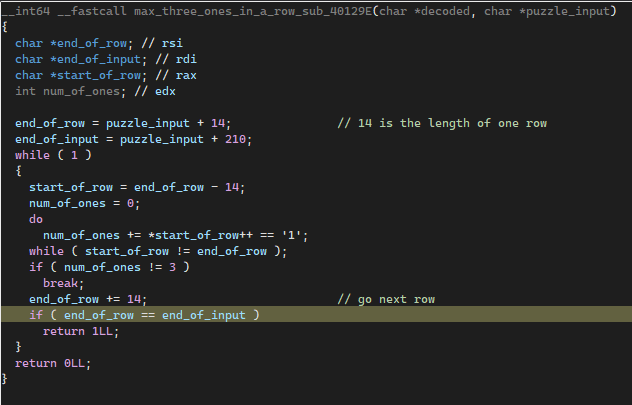 __int64 __fastcall max_three_ones_in_a_row_sub_40129E(char *decoded, char *puzzle_input)
{
  char *end_of_row; // rsi
  char *end_of_input; // rdi
  char *start_of_row; // rax
  int num_of_ones; // edx

  end_of_row = puzzle_input + 14;               // 14 is the length of one row
  end_of_input = puzzle_input + 210;
  while ( 1 )
  {
    start_of_row = end_of_row - 14;
    num_of_ones = 0;
    do
      num_of_ones += *start_of_row++ == '1';
    while ( start_of_row != end_of_row );
    if ( num_of_ones != 3 )
      break;
    end_of_row += 14;                           // go next row
    if ( end_of_row == end_of_input )
      return 1LL;
  }
  return 0LL;
}